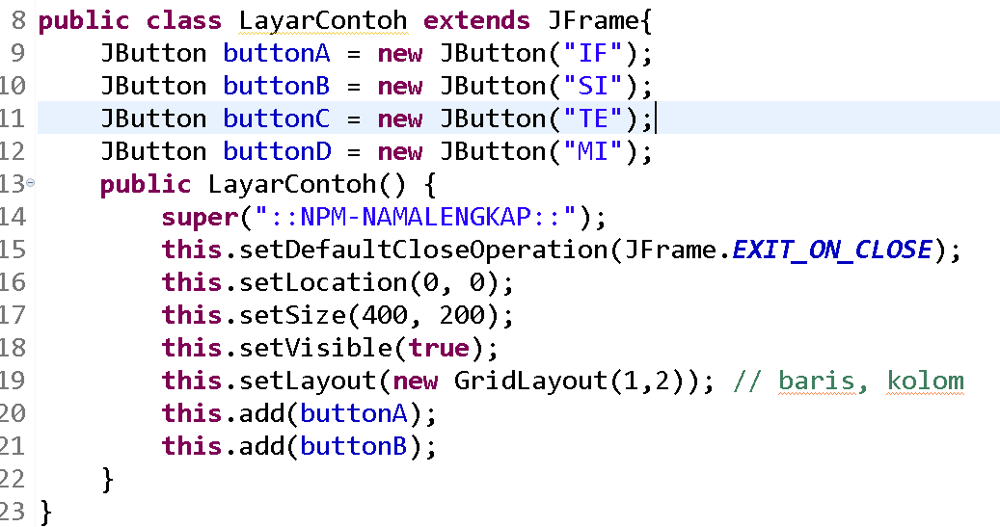 8 public class LayarContoh extends JFrame{
9     JButton buttonA = new JButton("IF");
10     JButton buttonB = new JButton("SI");
11     JButton buttonC = new JButton("TE");
12     JButton buttonD = new JButton("MI");
13     public LayarContoh() {
14         super("::NPM-NAMALENGKAP::");
15         this.setDefaultCloseOperation(JFrame.EXIT_ON_CLOSE);
16         this.setLocation(0, 0);
17         this.setSize(400, 200);
18         this.setVisible(true);
19         this.setLayout(new GridLayout(1,2)); // baris, kolom
20         this.add(buttonA);
21         this.add(buttonB);
22     }
23 }